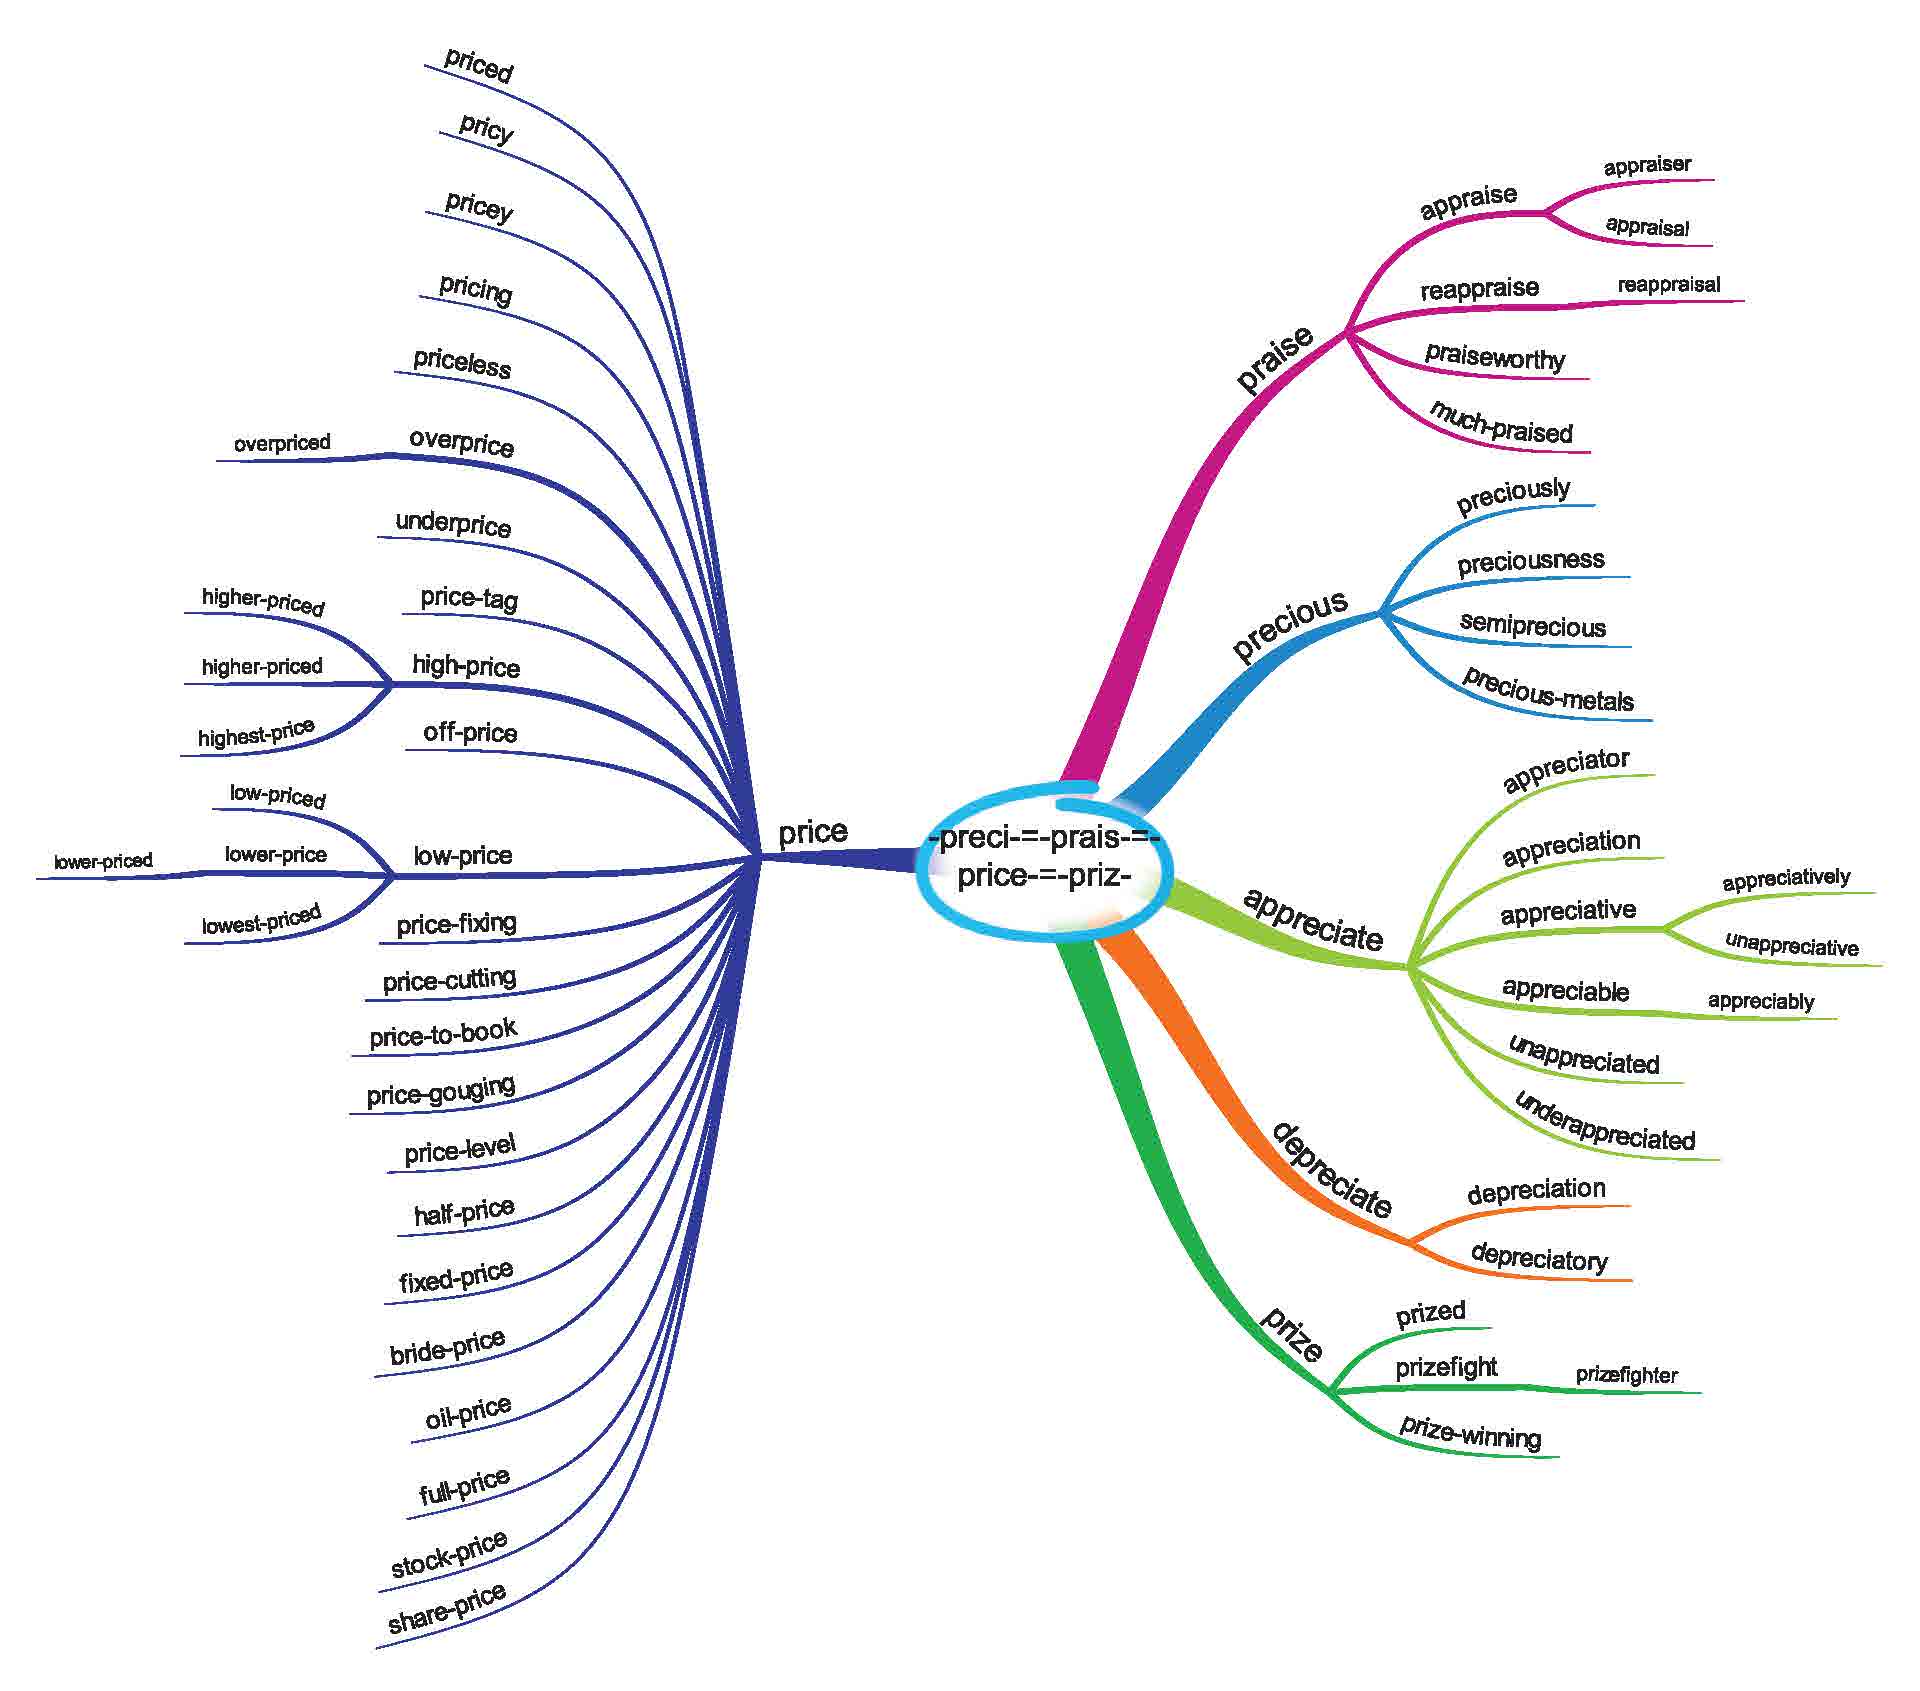 -preci-=-prais-=-
price-=-priz-
price
priced
pricy
pricey
pricing
priceless
overprice
overpriced
underprice
price-tag
high-price
higher-priced
higher-priced
highest-price
off-price
low-price
low-priced
lower-price
lower-priced
lowest-priced
price-fixing
price-cutting
price-to-book
price-gouging
price-level
half-price
fixed-price
bride-price
oil-price
full-price
stock-price
share-price
praise
appraise
appraiser
appraisal
reappraise
reappraisal
praiseworthy
much-praised
precious
preciously
preciousness
semiprecious
precious-metals
appreciate
appreciator
appreciation
appreciative
appreciatively
unappreciative
appreciable
appreciably
unappreciated
underappreciated
depreciate
depreciation
depreciatory
prize
prized
prizefight
prizefighter
prize-winning